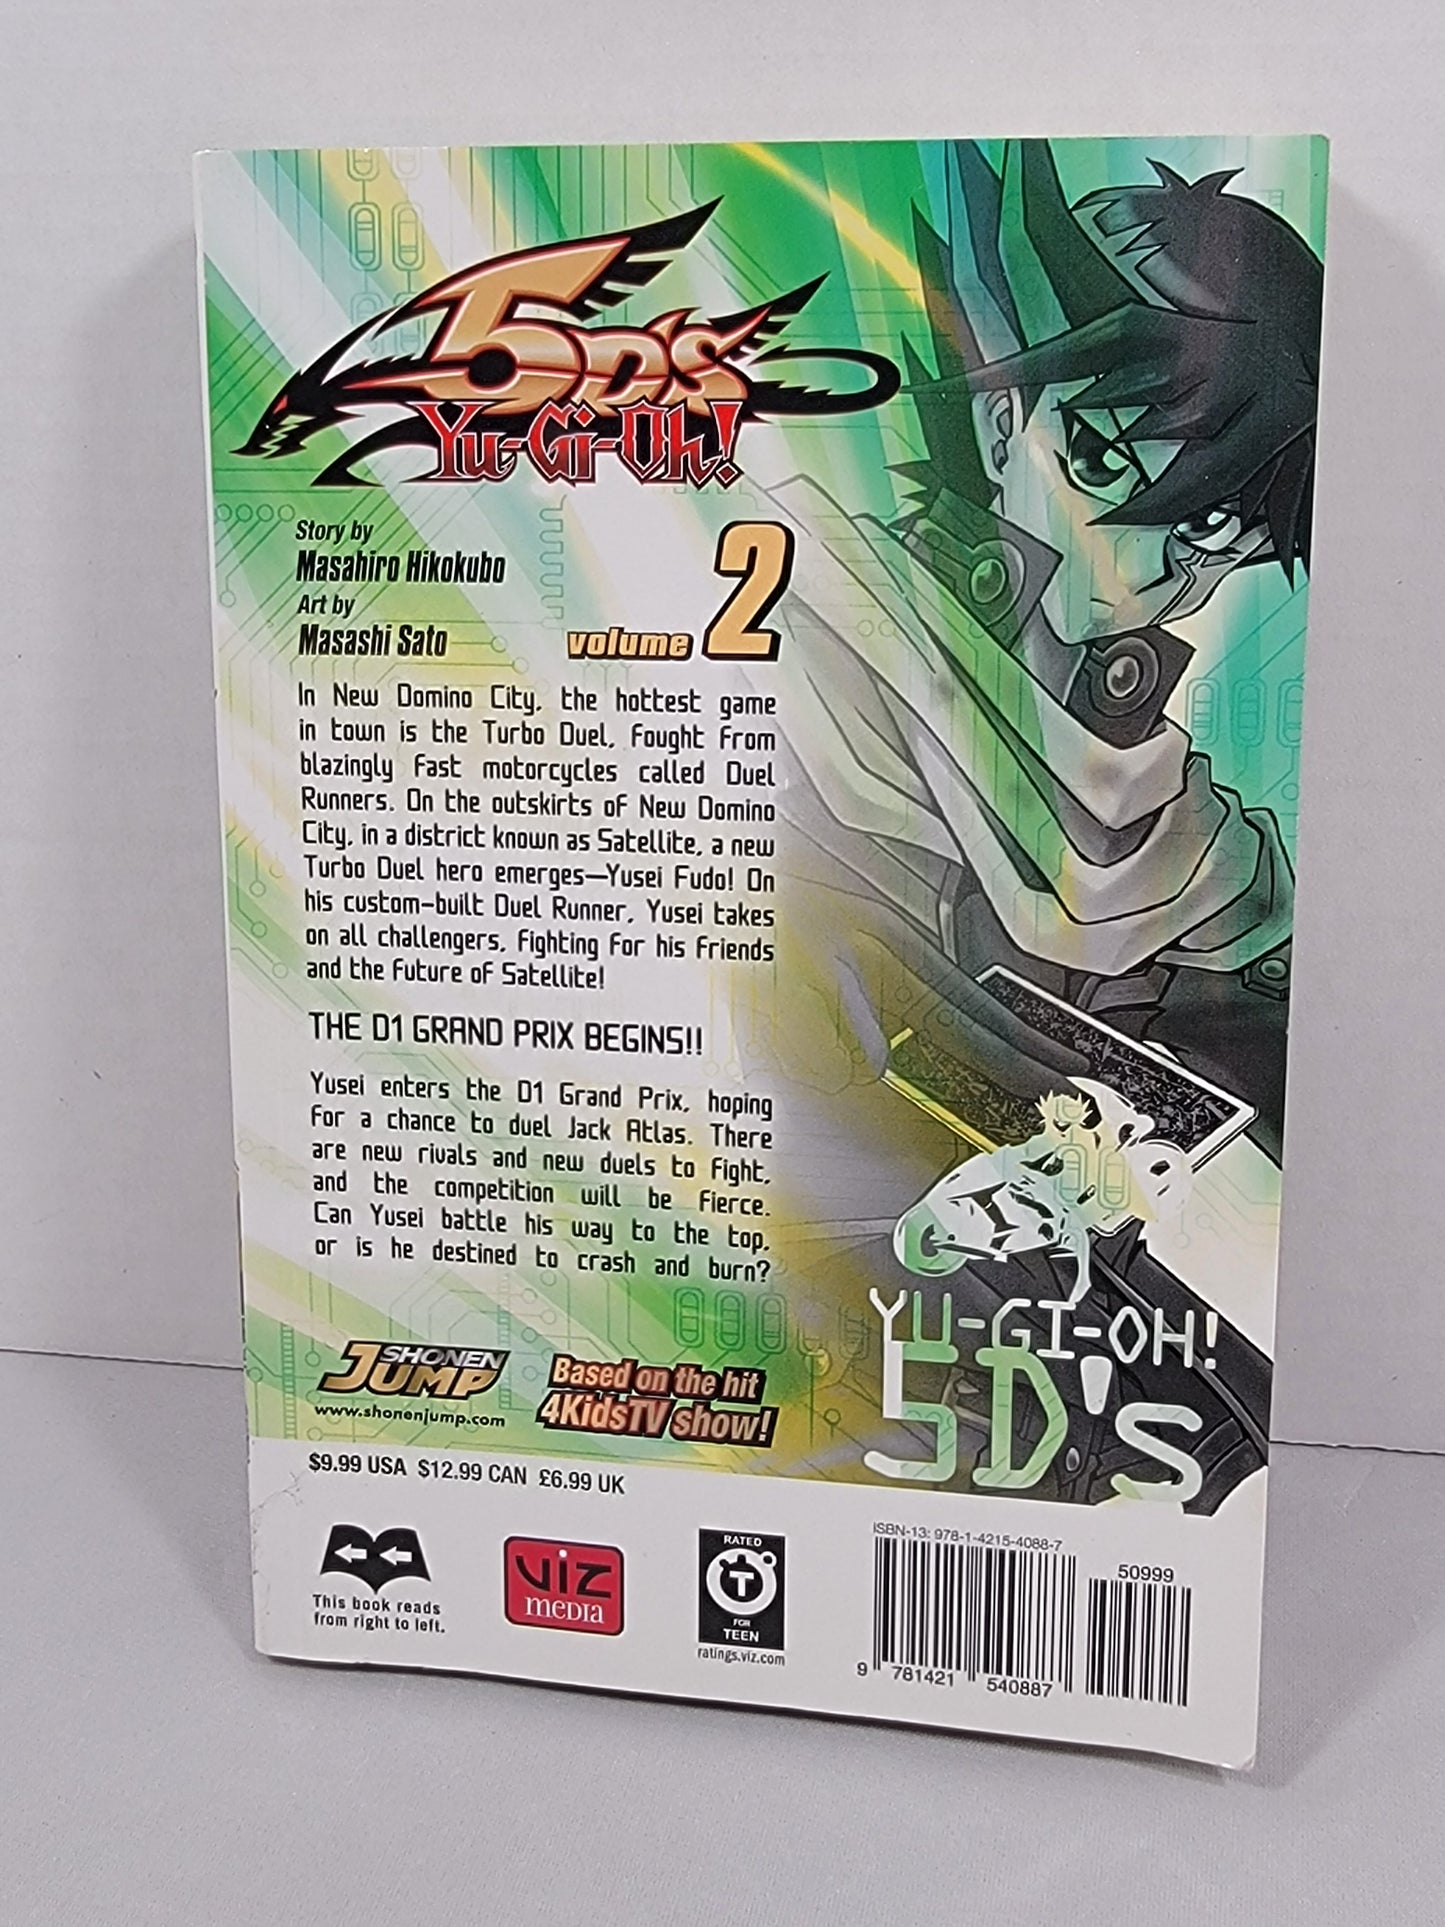 5D's
Yu-Gi-Oh!
Story by
Masahiro Hikokubo
Art by
Masashi Sato
volume 2
In New Domino City, the hottest game
in town is the Turbo Duel, fought from
blazingly fast motorcycles called Duel
Runners. On the outskirts of New Domino
City, in a district known as Satellite, a new
Turbo Duel hero emerges—Yusei Fudo! On
his custom-built Duel Runner, Yusei takes
on all challengers, fighting for his friends
and the future of Satellite!
THE D1 GRAND PRIX BEGINS!!
Yusei enters the D1 Grand Prix, hoping
for a chance to duel Jack Atlas. There
are new rivals and new duels to fight,
and the competition will be fierce.
Can Yusei battle his way to the top,
or is he destined to crash and burn?
YU-GI-OH!
5D's
SHONEN
JUMP
www.shonenjump.com
Based on the hit
4KidsTV show!
$9.99 USA $12.99 CAN £6.99 UK
This book reads
from right to left.
VIZ
MEDIA
RATED
T
FOR
TEEN
ratings.viz.com
ISBN-13: 978-1-4215-4088-7
50999
9 781421 540887